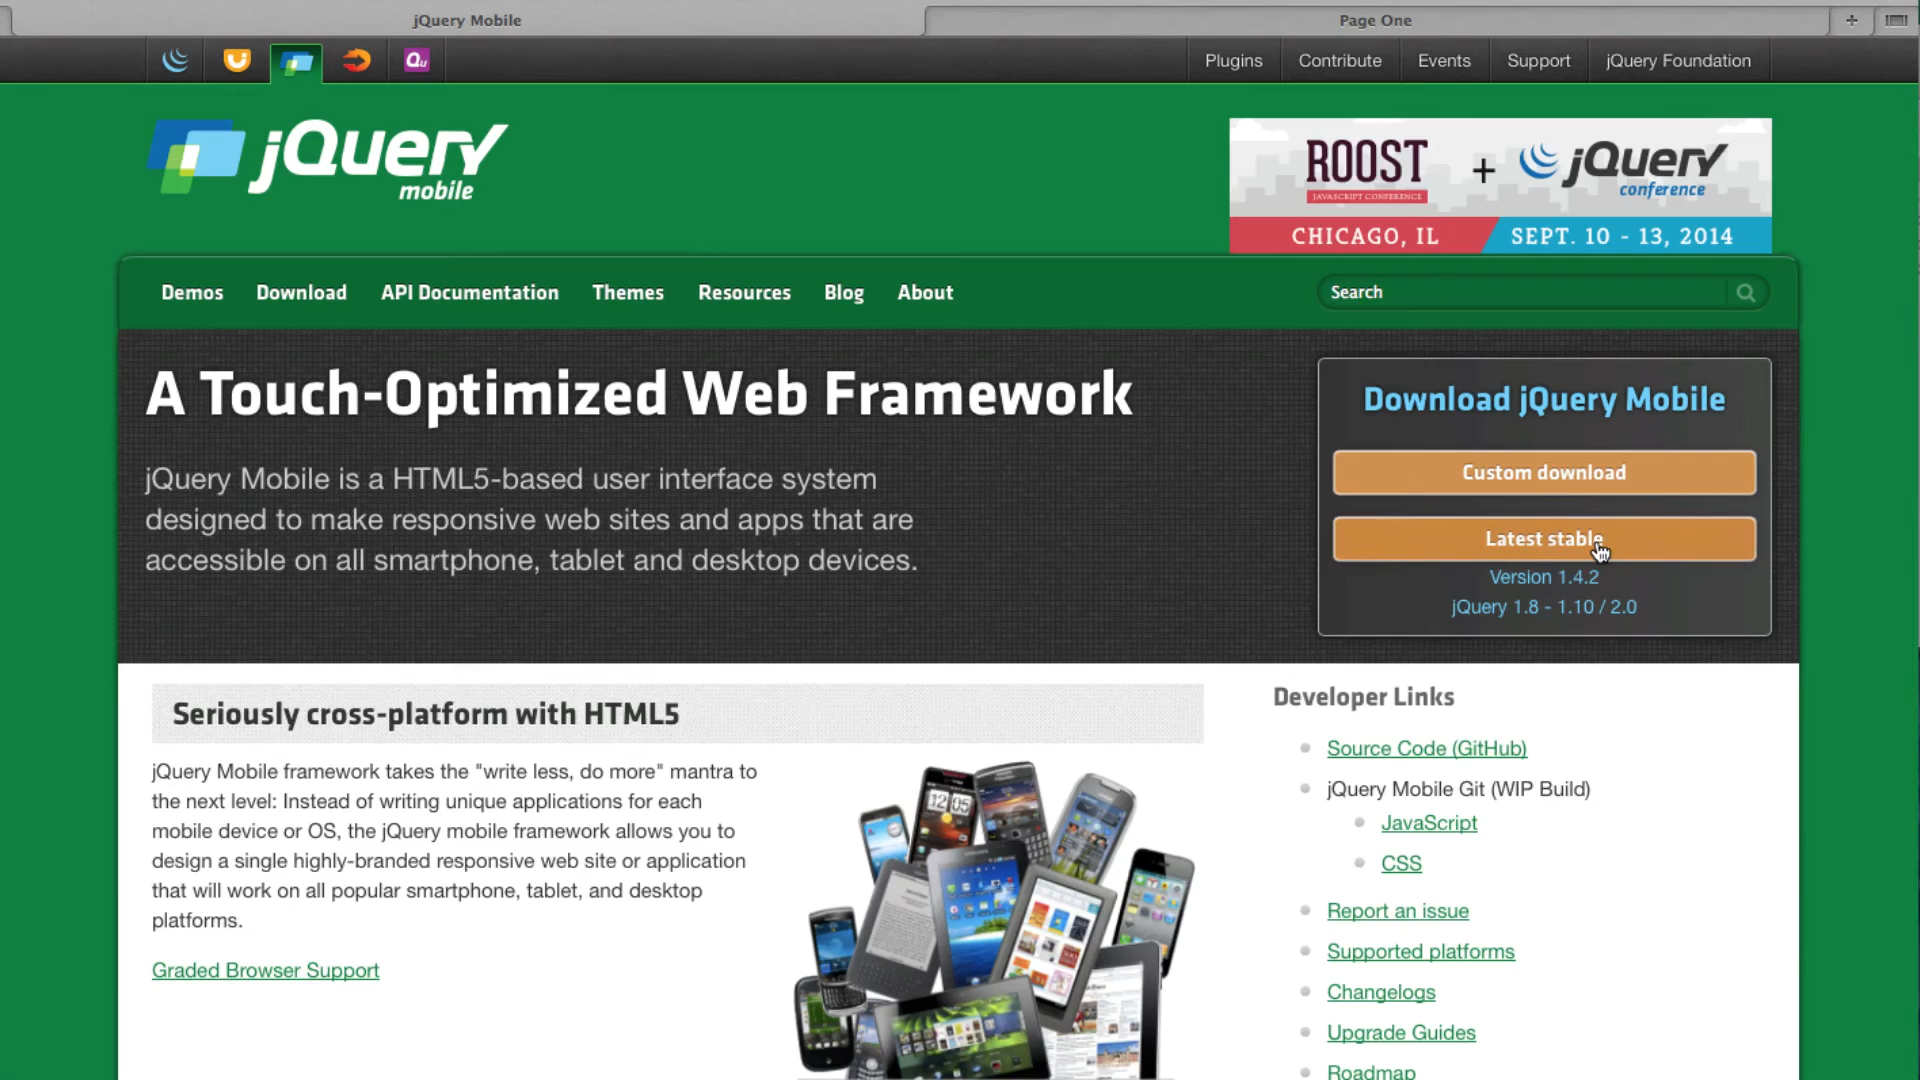 jQuery Mobile
Page One
Qu
Plugins
Contribute
Events
Support
jQuery Foundation
jQuery
mobile
ROOST
JAVASCRIPT CONFERENCE
+
jQuery
conference
CHICAGO, IL
SEPT. 10 - 13, 2014
Demos
Download
API Documentation
Themes
Resources
Blog
About
Search
A Touch-Optimized Web Framework
jQuery Mobile is a HTML5-based user interface system
designed to make responsive web sites and apps that are
accessible on all smartphone, tablet and desktop devices.
Download jQuery Mobile
Custom download
Latest stable
Version 1.4.2
jQuery 1.8 - 1.10 / 2.0
Seriously cross-platform with HTML5
jQuery Mobile framework takes the "write less, do more" mantra to
the next level: Instead of writing unique applications for each
mobile device or OS, the jQuery mobile framework allows you to
design a single highly-branded responsive web site or application
that will work on all popular smartphone, tablet, and desktop
platforms.
Graded Browser Support
12 05
Developer Links
Source Code (GitHub)
jQuery Mobile Git (WIP Build)
JavaScript
CSS
Report an issue
Supported platforms
Changelogs
Upgrade Guides
Roadmap